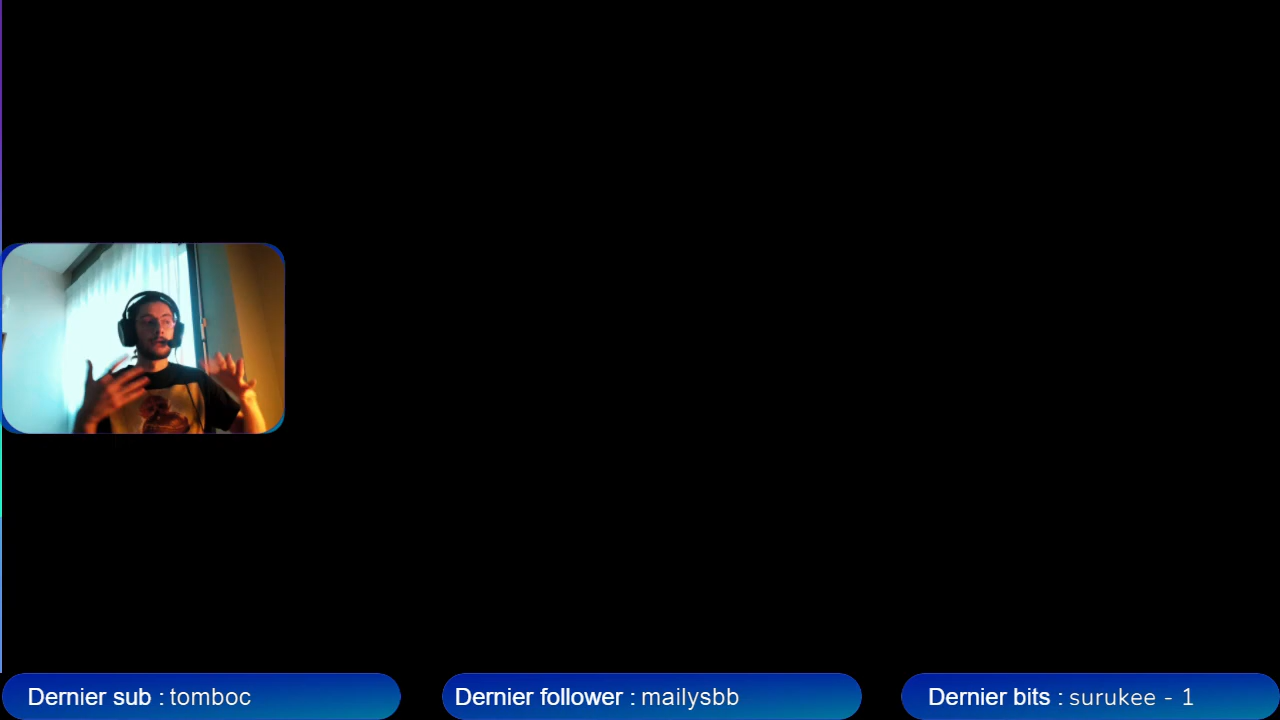 Dernier sub : tomboc
Dernier follower : mailysbb
Dernier bits : surukee - 1